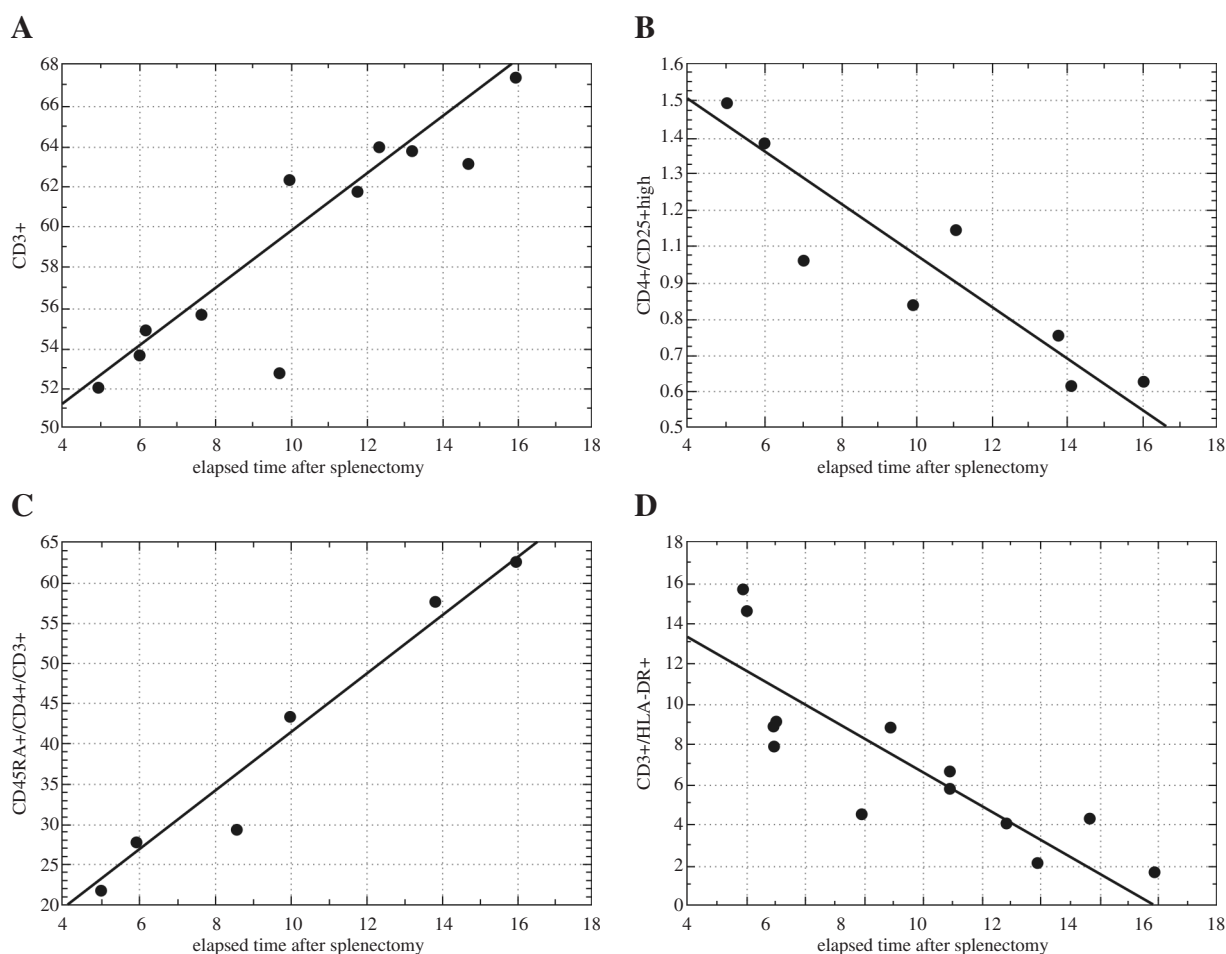 A
68
66
64
62
60
58
56
54
52
50
CD3+
4 6 8 10 12 14 16 18
elapsed time after splenectomy
B
1.6
1.5
1.4
1.3
1.2
1.1
0.9
0.8
0.7
0.6
0.5
CD4+/CD25+high
4 6 8 10 12 14 16 18
elapsed time after splenectomy
C
65
60
55
50
45
40
35
30
25
20
CD45RA+/CD4+/CD3+
4 6 8 10 12 14 16 18
elapsed time after splenectomy
D
18
16
14
12
10
8
6
4
2
0
CD3+/HLA-DR+
4 6 8 10 12 14 16 18
elapsed time after splenectomy